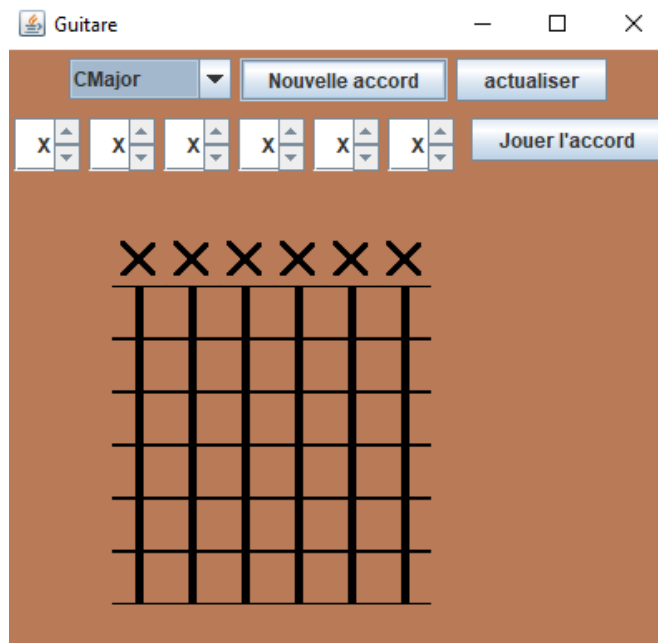 Guitare
CMajor Nouvelle accord actualiser
X X X X X X Jouer l'accord